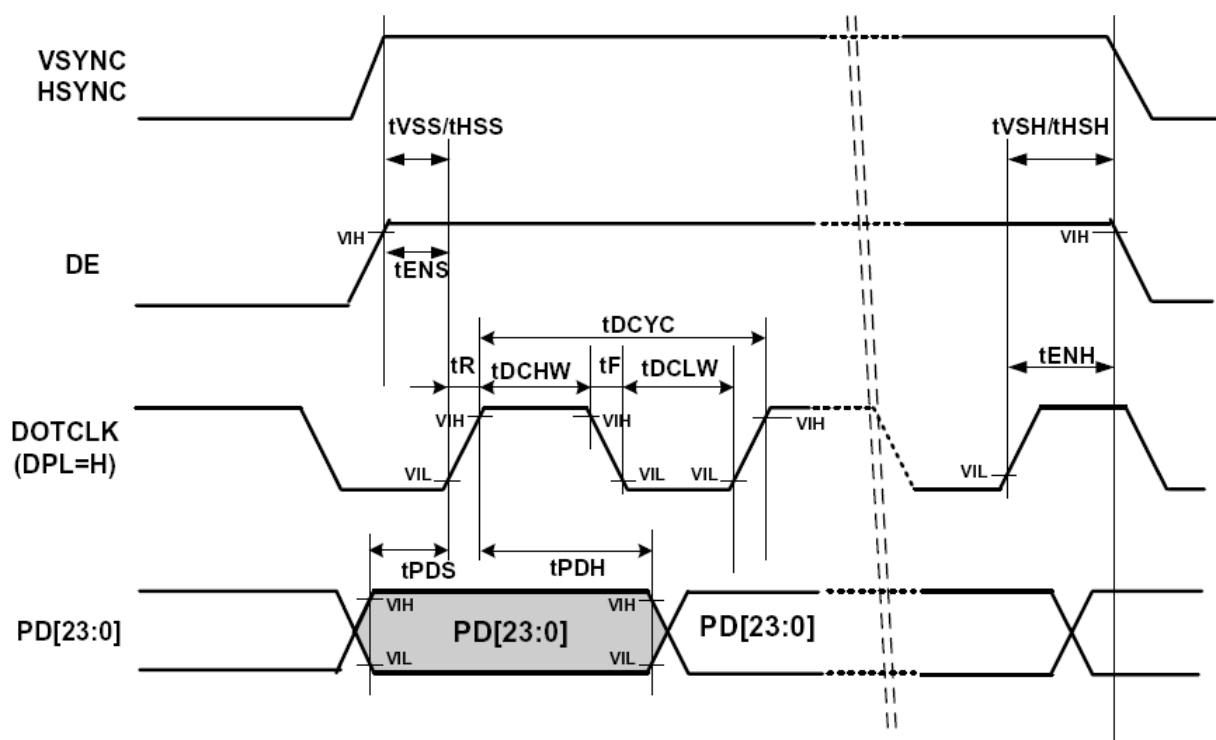 VSYNC
HSYNC
tVSS/tHSS
tVSH/tHSH
VIH
VIH
DE
tENS
tDCYC
tENH
tR
tDCHW
tF
tDCLW
DOTCLK
(DPL=H)
VIH
VIH
VIH
VIL
VIL
VIL
VIL
tPDS
tPDH
PD[23:0]
VIH
VIH
PD[23:0]
PD[23:0]
VIL
VIL